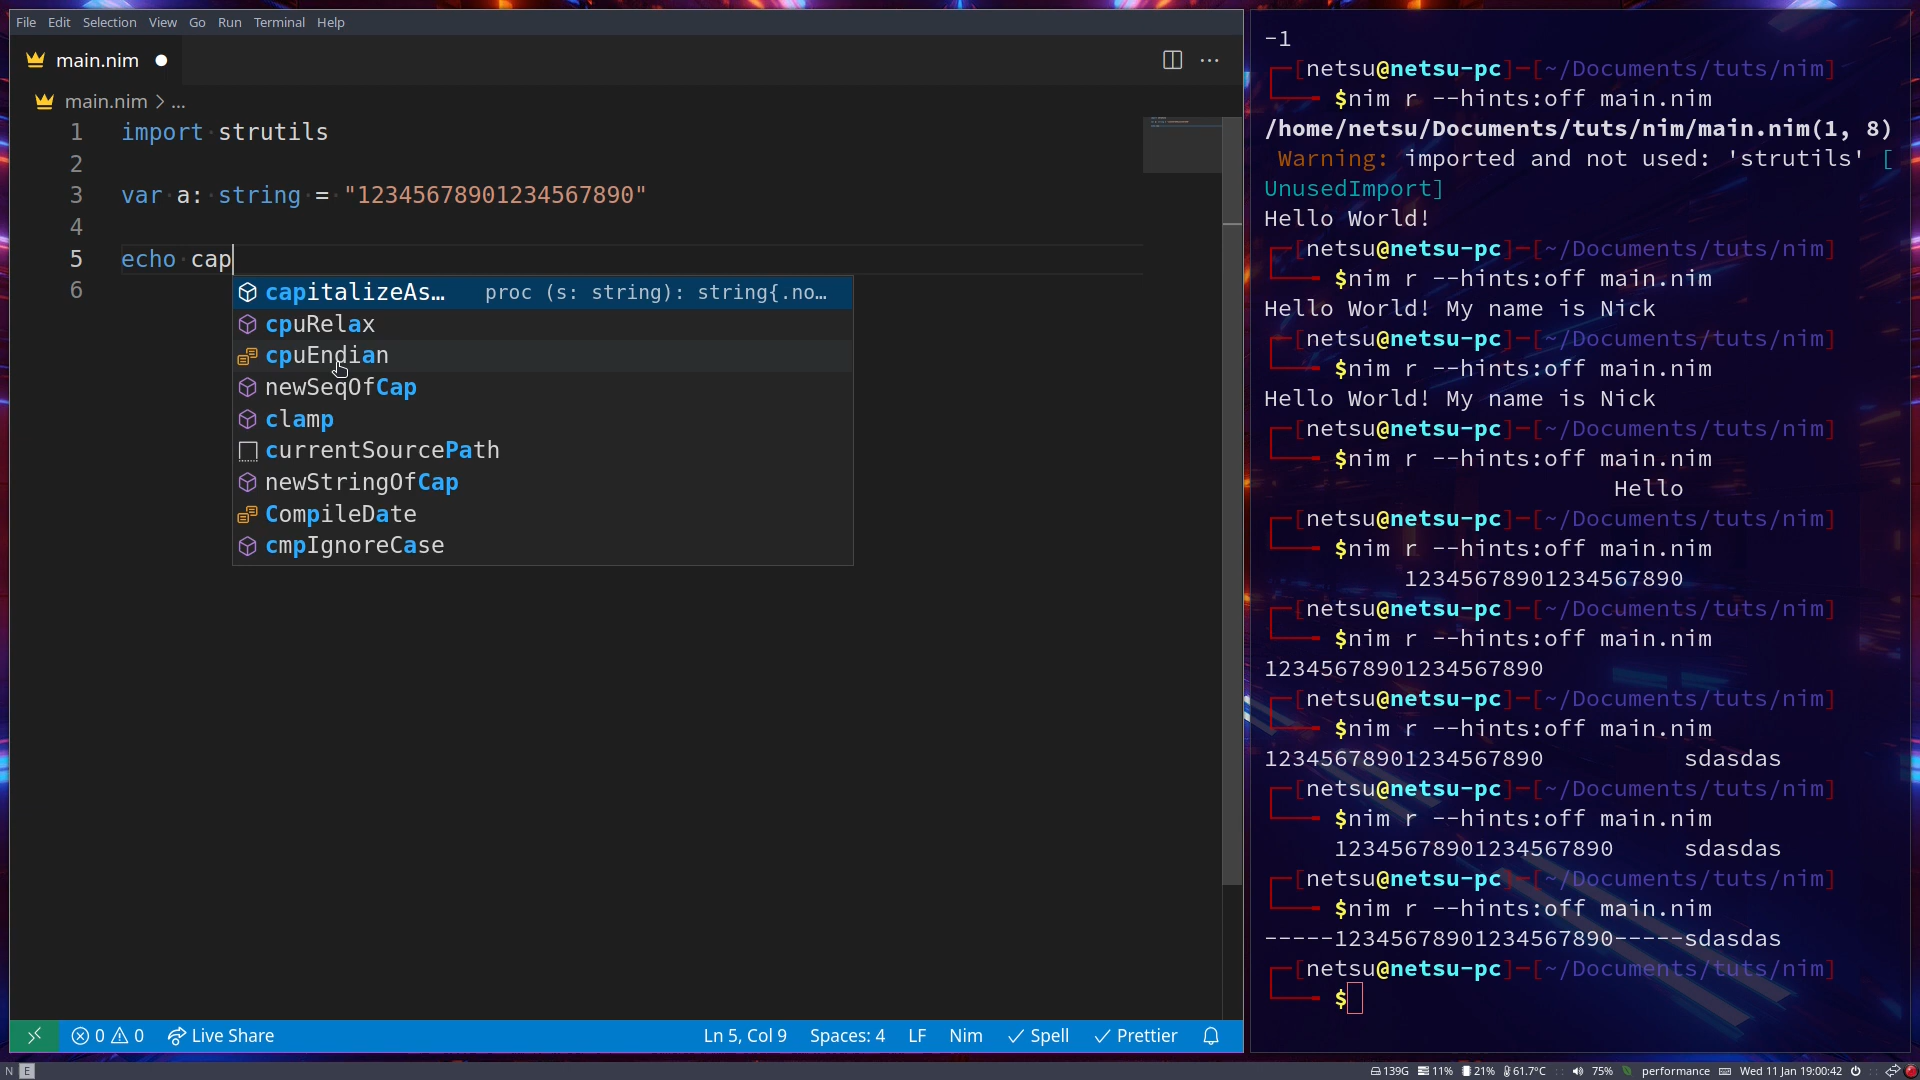 File Edit Selection View Go Run Terminal Help
main.nim
main.nim > ...
1 import strutils
2
3 var a: string = "12345678901234567890"
4
5 echo cap
6
capitalizeAs… proc (s: string): string{.no…
cpuRelax
cpuEndian
newSeqOfCap
clamp
currentSourcePath
newStringOfCap
CompileDate
cmpIgnoreCase
0 0 Live Share Ln 5, Col 9 Spaces: 4 LF Nim Spell Prettier
-1
[netsu@netsu-pc]-[~/Documents/tuts/nim]
$nim r --hints:off main.nim
/home/netsu/Documents/tuts/nim/main.nim(1, 8)
Warning: imported and not used: 'strutils' [
UnusedImport]
Hello World!
[netsu@netsu-pc]-[~/Documents/tuts/nim]
$nim r --hints:off main.nim
Hello World! My name is Nick
[netsu@netsu-pc]-[~/Documents/tuts/nim]
$nim r --hints:off main.nim
Hello World! My name is Nick
[netsu@netsu-pc]-[~/Documents/tuts/nim]
$nim r --hints:off main.nim
Hello
[netsu@netsu-pc]-[~/Documents/tuts/nim]
$nim r --hints:off main.nim
12345678901234567890
[netsu@netsu-pc]-[~/Documents/tuts/nim]
$nim r --hints:off main.nim
12345678901234567890
[netsu@netsu-pc]-[~/Documents/tuts/nim]
$nim r --hints:off main.nim
12345678901234567890 sdasdas
[netsu@netsu-pc]-[~/Documents/tuts/nim]
$nim r --hints:off main.nim
12345678901234567890 sdasdas
[netsu@netsu-pc]-[~/Documents/tuts/nim]
$nim r --hints:off main.nim
-----12345678901234567890-----sdasdas
[netsu@netsu-pc]-[~/Documents/tuts/nim]
$
N E 139G 11% 21% 61.7°C 75% performance Wed 11 Jan 19:00:42